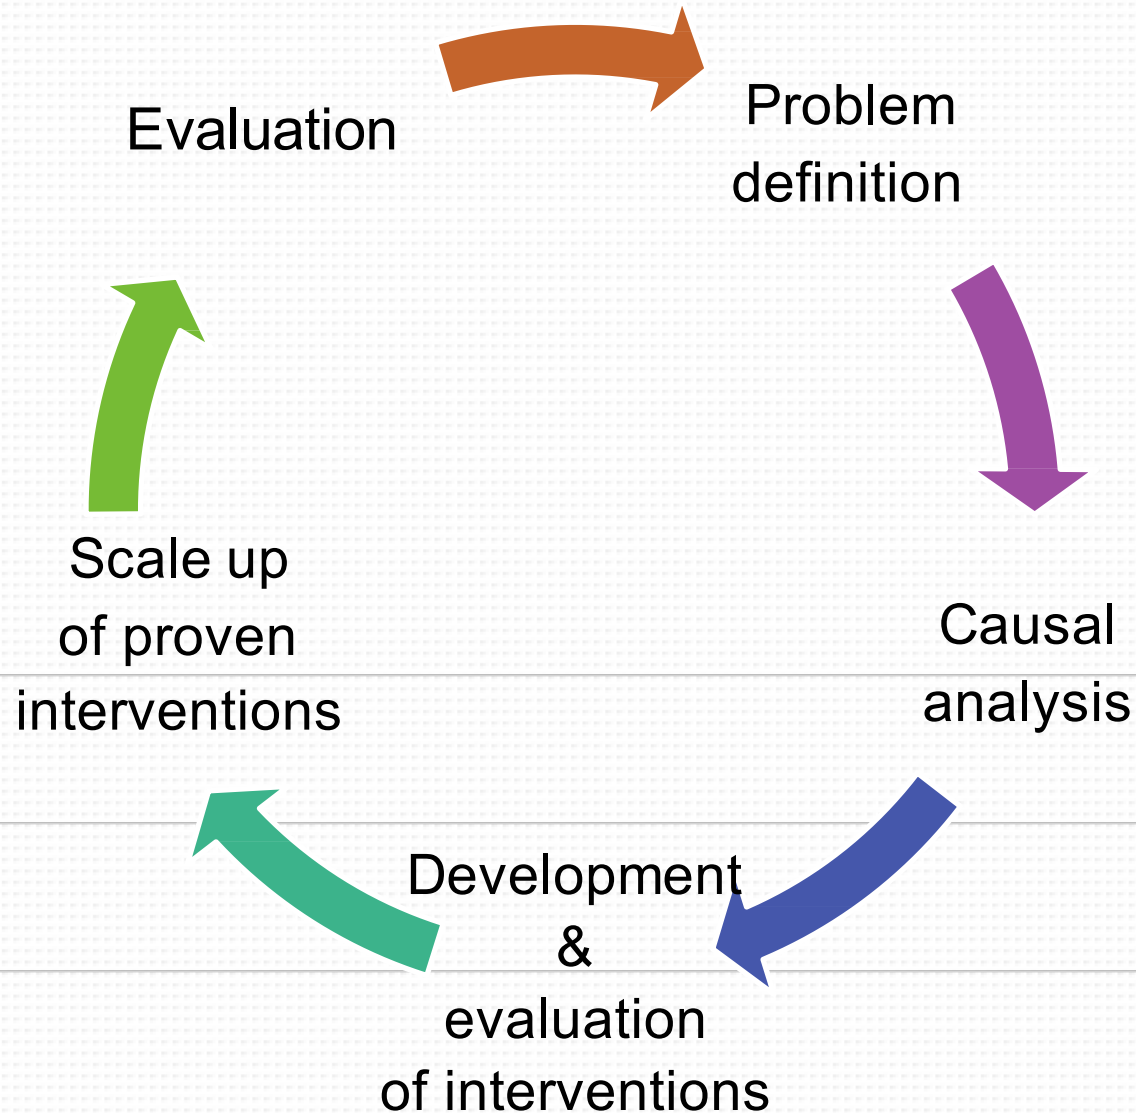 Evaluation
Problem
definition
Causal
analysis
Development
&
evaluation
of interventions
Scale up
of proven
interventions